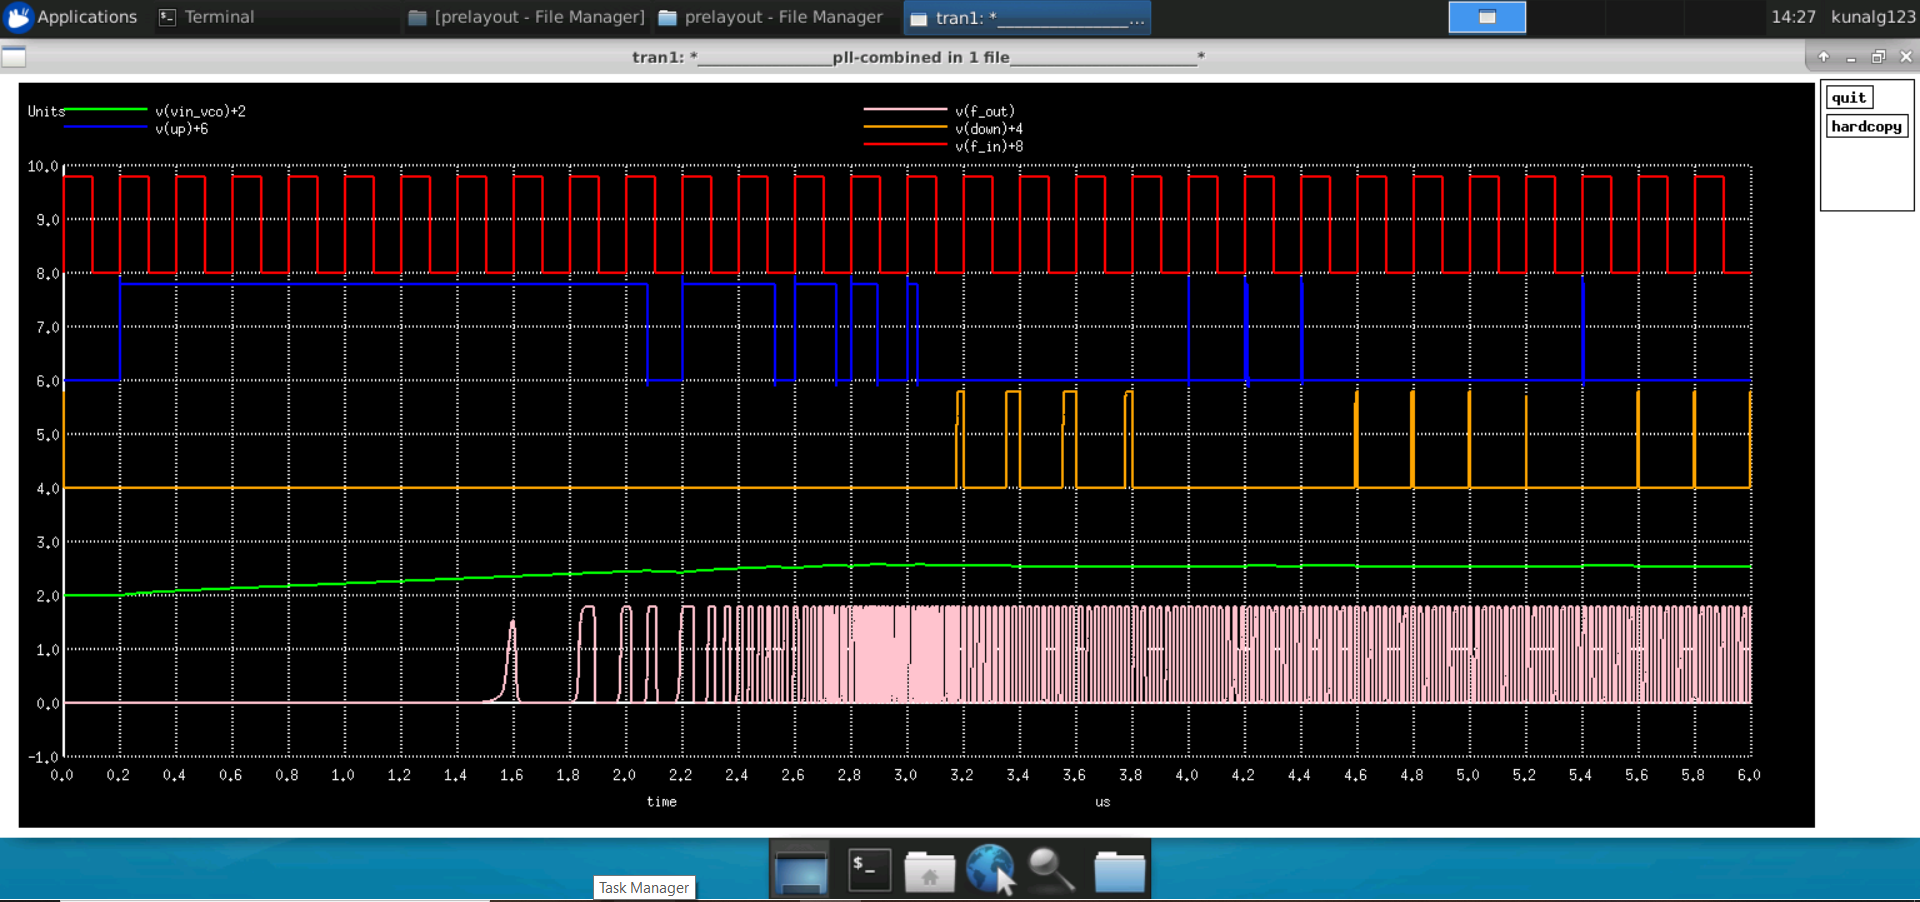 Applications Terminal [prelayout - File Manager] prelayout - File Manager tran1: *________________... 14:27 kunalg123
tran1: *________________pll-combined in 1 file______________________*
quit
hardcopy
Units v(vin_vco)+2 v(f_out)
v(up)+6 v(down)+4
v(f_in)+8
10.0
9.0
8.0
7.0
6.0
5.0
4.0
3.0
2.0
1.0
0.0
-1.0
0.0 0.2 0.4 0.6 0.8 1.0 1.2 1.4 1.6 1.8 2.0 2.2 2.4 2.6 2.8 3.0 3.2 3.4 3.6 3.8 4.0 4.2 4.4 4.6 4.8 5.0 5.2 5.4 5.6 5.8 6.0
time us
$_
Task Manager